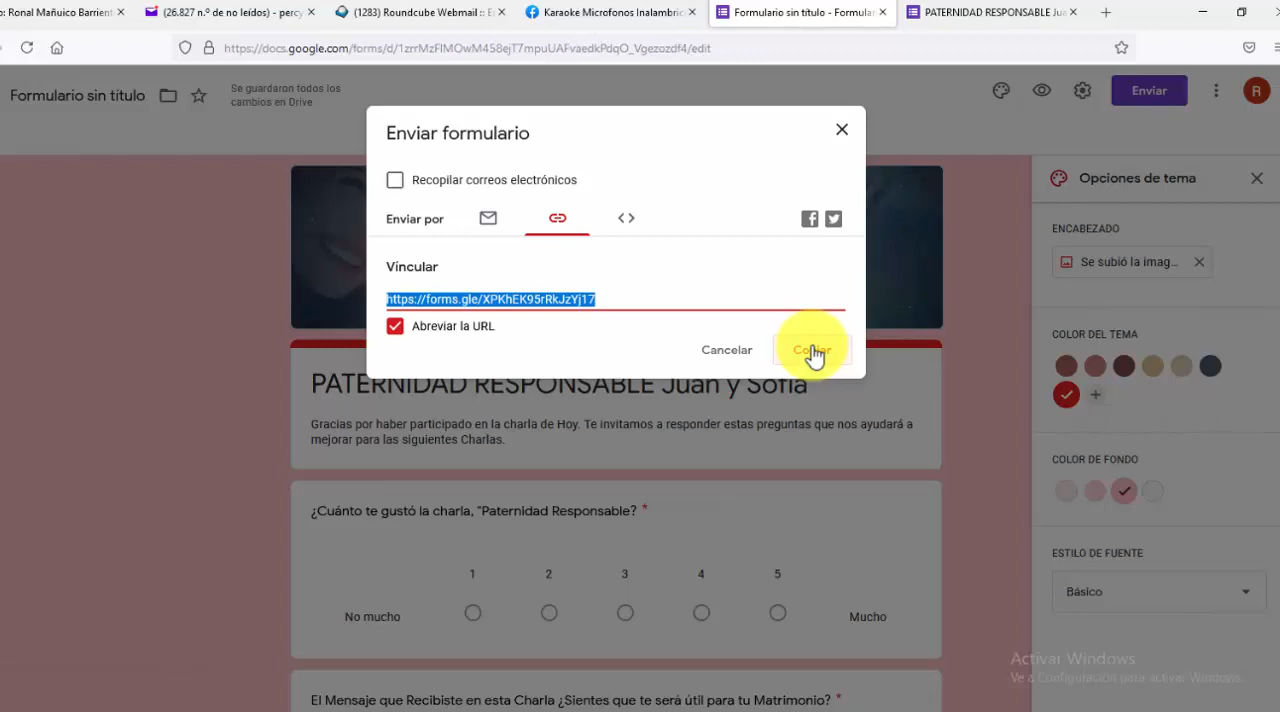 o: Ronal Mañuico Barrient
(26.827 n.º de no leídos) - percy
(1283) Roundcube Webmail :: E
Karaoke Microfonos Inalambric
Formulario sin título - Formular
PATERNIDAD RESPONSABLE Jua
https://docs.google.com/forms/d/1zrrMzFlMOwM458ejT7mpuUAFvaedkPdqO_Vgezozdf4/edit
Formulario sin título
Se guardaron todos los
cambios en Drive
Enviar
R
Enviar formulario
Recopilar correos electrónicos
Enviar por
Vincular
https://forms.gle/XPKhEK95rRkJzYj17
Abreviar la URL
Cancelar
Copiar
PATERNIDAD RESPONSABLE Juan y Sofia
Gracias por haber participado en la charla de Hoy. Te invitamos a responder estas preguntas que nos ayudará a
mejorar para las siguientes Charlas.
¿Cuánto te gustó la charla, "Paternidad Responsable? *
1 2 3 4 5
No mucho Mucho
El Mensaje que Recibiste en esta Charla ¿Sientes que te será útil para tu Matrimonio? *
Opciones de tema
ENCABEZADO
Se subió la imag...
COLOR DEL TEMA
COLOR DE FONDO
ESTILO DE FUENTE
Básico
Activar Windows
Ve a Configuración para activar Windows.